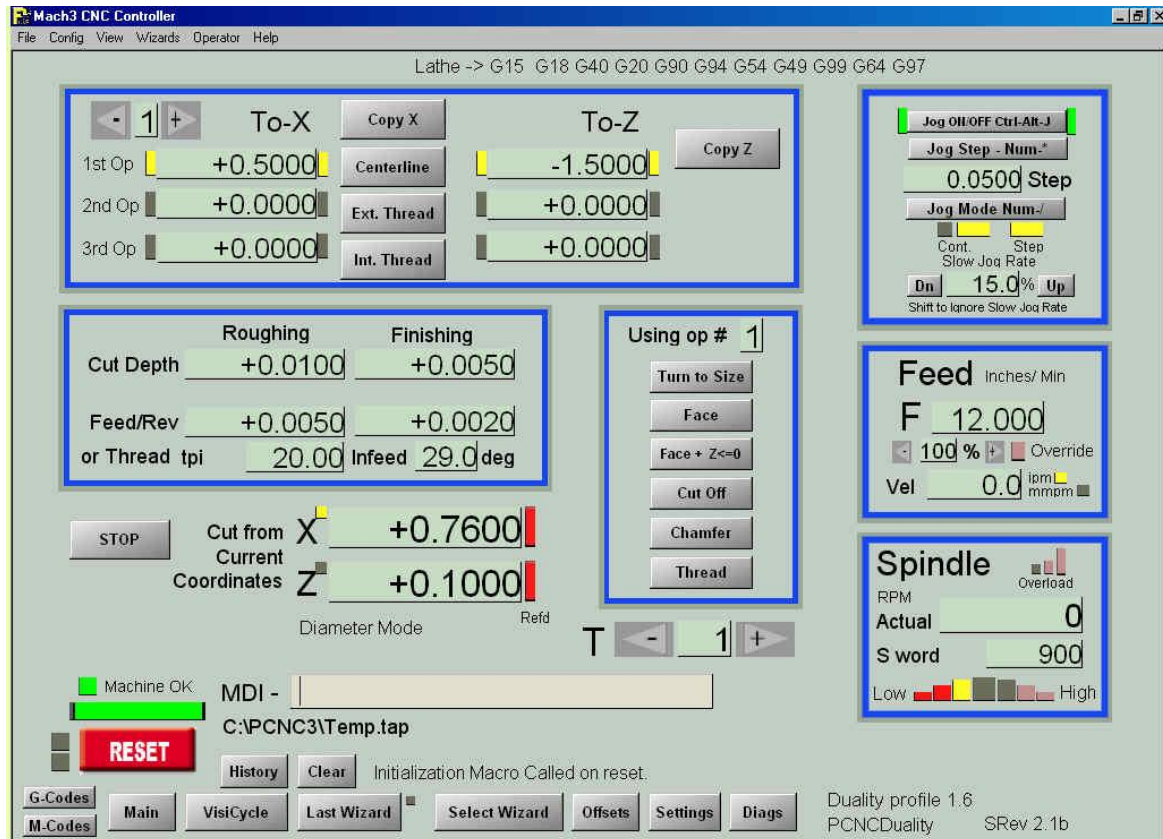 Mach3 CNC Controller
File Config View Wizards Operator Help
Lathe -> G15 G18 G40 G20 G90 G94 G54 G49 G99 G64 G97
- 1 + To-X Copy X To-Z Copy Z
1st Op +0.5000 Centerline -1.5000
2nd Op +0.0000 Ext. Thread +0.0000
3rd Op +0.0000 Int. Thread +0.0000
Jog ON/OFF Ctrl-Alt-J
Jog Step - Num-*
0.0500 Step
Jog Mode Num-/
Cont. Step
Slow Jog Rate
Dn 15.0% Up
Shift to Ignore Slow Jog Rate
Roughing Finishing
Cut Depth +0.0100 +0.0050
Feed/Rev +0.0050 +0.0020
or Thread tpi 20.00 Infeed 29.0 deg
Using op # 1
Turn to Size
Face
Face + Z<=0
Cut Off
Chamfer
Thread
Feed Inches/ Min
F 12.000
- 100 % + Override
Vel 0.0 ipm
mmpm
STOP
Cut from
Current
Coordinates
X +0.7600
Z +0.1000
Refd
Diameter Mode
T - 1 +
Spindle
Overload
RPM
Actual 0
S word 900
Low High
Machine OK
MDI -
C:\PCNC3\Temp.tap
RESET
History Clear Initialization Macro Called on reset.
G-Codes
M-Codes
Main VisiCycle Last Wizard Select Wizard Offsets Settings Diags
Duality profile 1.6
PCNCDuality SRev 2.1b